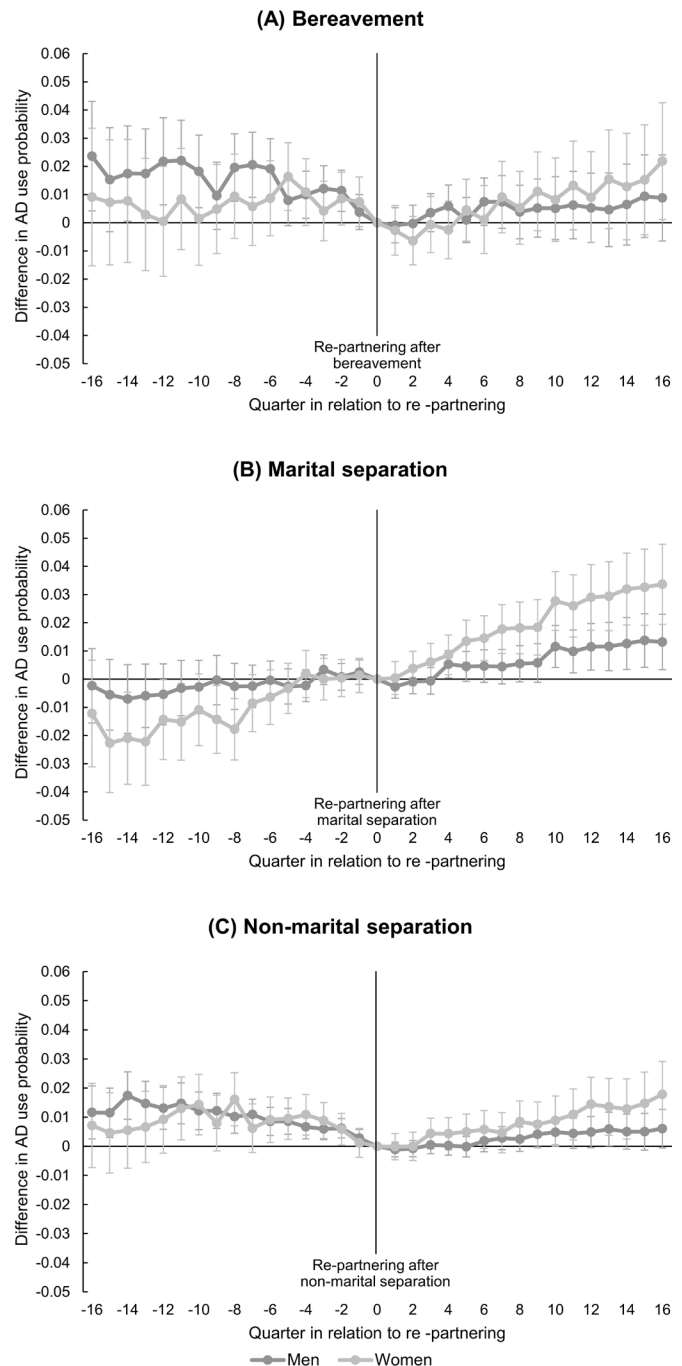 (A) Bereavement
Difference in AD use probability
0.06
0.05
0.04
0.03
0.02
0.01
0
-0.01
-0.02
-0.03
-0.04
-0.05
Re-partnering after
bereavement
-16 -14 -12 -10 -8 -6 -4 -2 0 2 4 6 8 10 12 14 16
Quarter in relation to re -partnering
(B) Marital separation
Difference in AD use probability
0.06
0.05
0.04
0.03
0.02
0.01
0
-0.01
-0.02
-0.03
-0.04
-0.05
Re-partnering after
marital separation
-16 -14 -12 -10 -8 -6 -4 -2 0 2 4 6 8 10 12 14 16
Quarter in relation to re -partnering
(C) Non-marital separation
Difference in AD use probability
0.06
0.05
0.04
0.03
0.02
0.01
0
-0.01
-0.02
-0.03
-0.04
-0.05
Re-partnering after
non-marital separation
-16 -14 -12 -10 -8 -6 -4 -2 0 2 4 6 8 10 12 14 16
Quarter in relation to re -partnering
Men Women